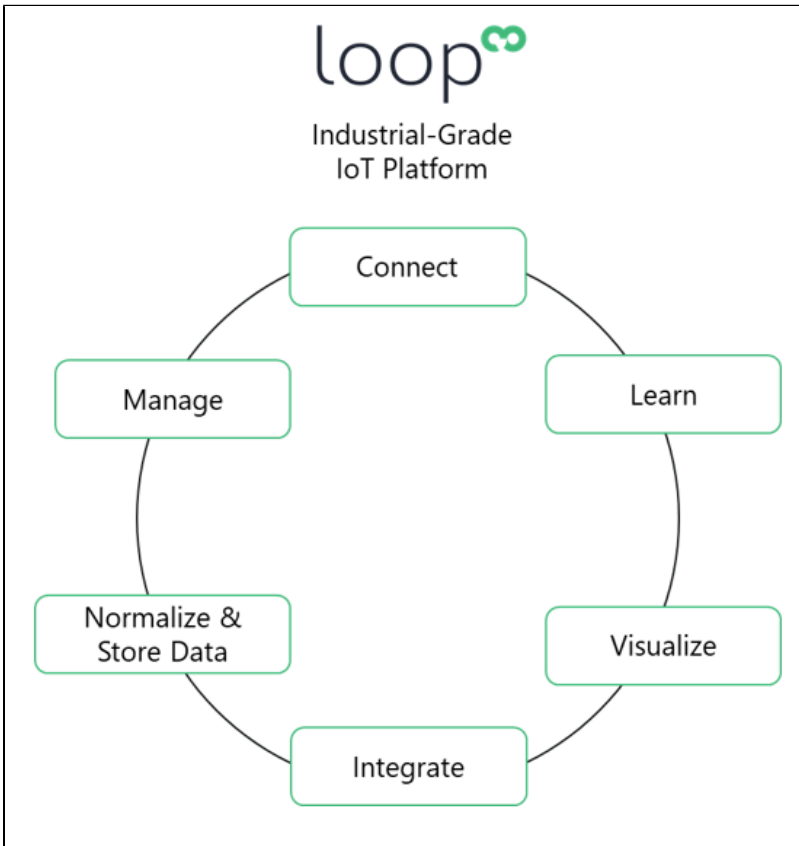 loop
Industrial-Grade
IoT Platform
Connect
Manage
Learn
Normalize &
Store Data
Visualize
Integrate